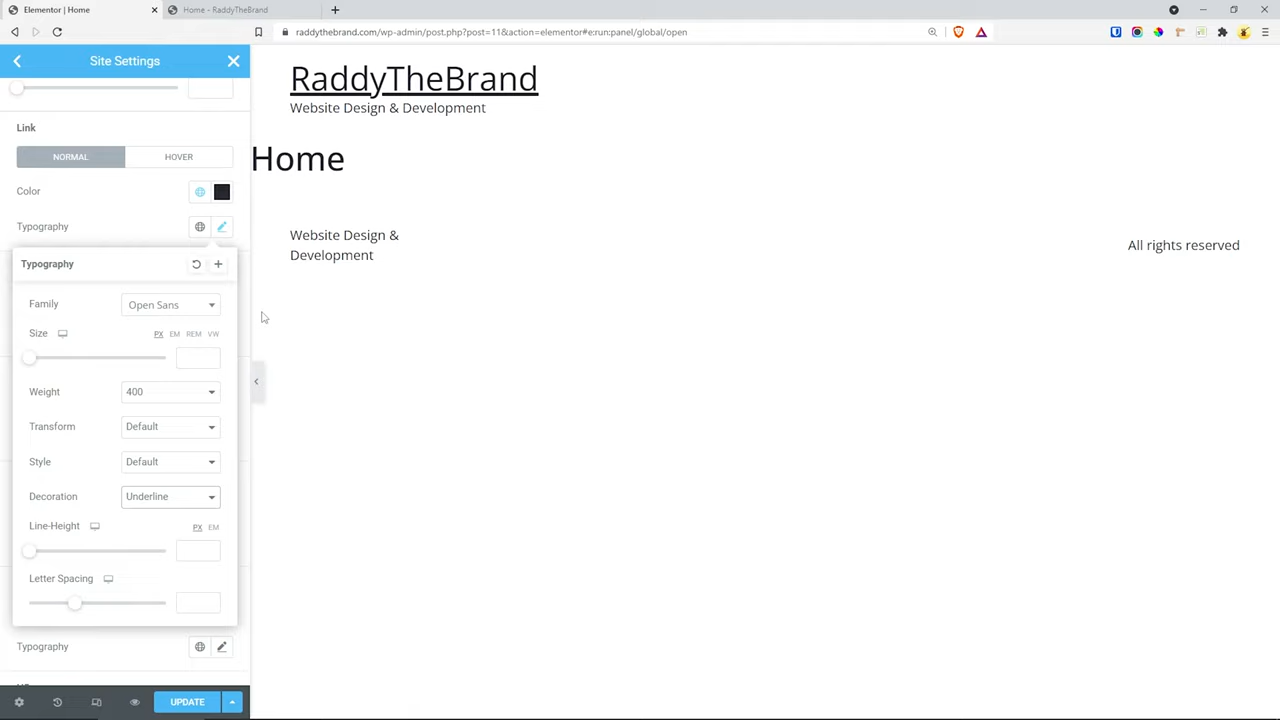 Elementor | Home
Home - RaddyTheBrand
raddythebrand.com/wp-admin/post.php?post=11&action=elementor#e:run:panel/global/open
Site Settings
Link
NORMAL HOVER
Color
Typography
Typography
Family Open Sans
Size PX EM REM VW
Weight 400
Transform Default
Style Default
Decoration Underline
Line-Height PX EM
Letter Spacing
Typography
UPDATE
RaddyTheBrand
Website Design & Development
Home
Website Design &
Development
All rights reserved